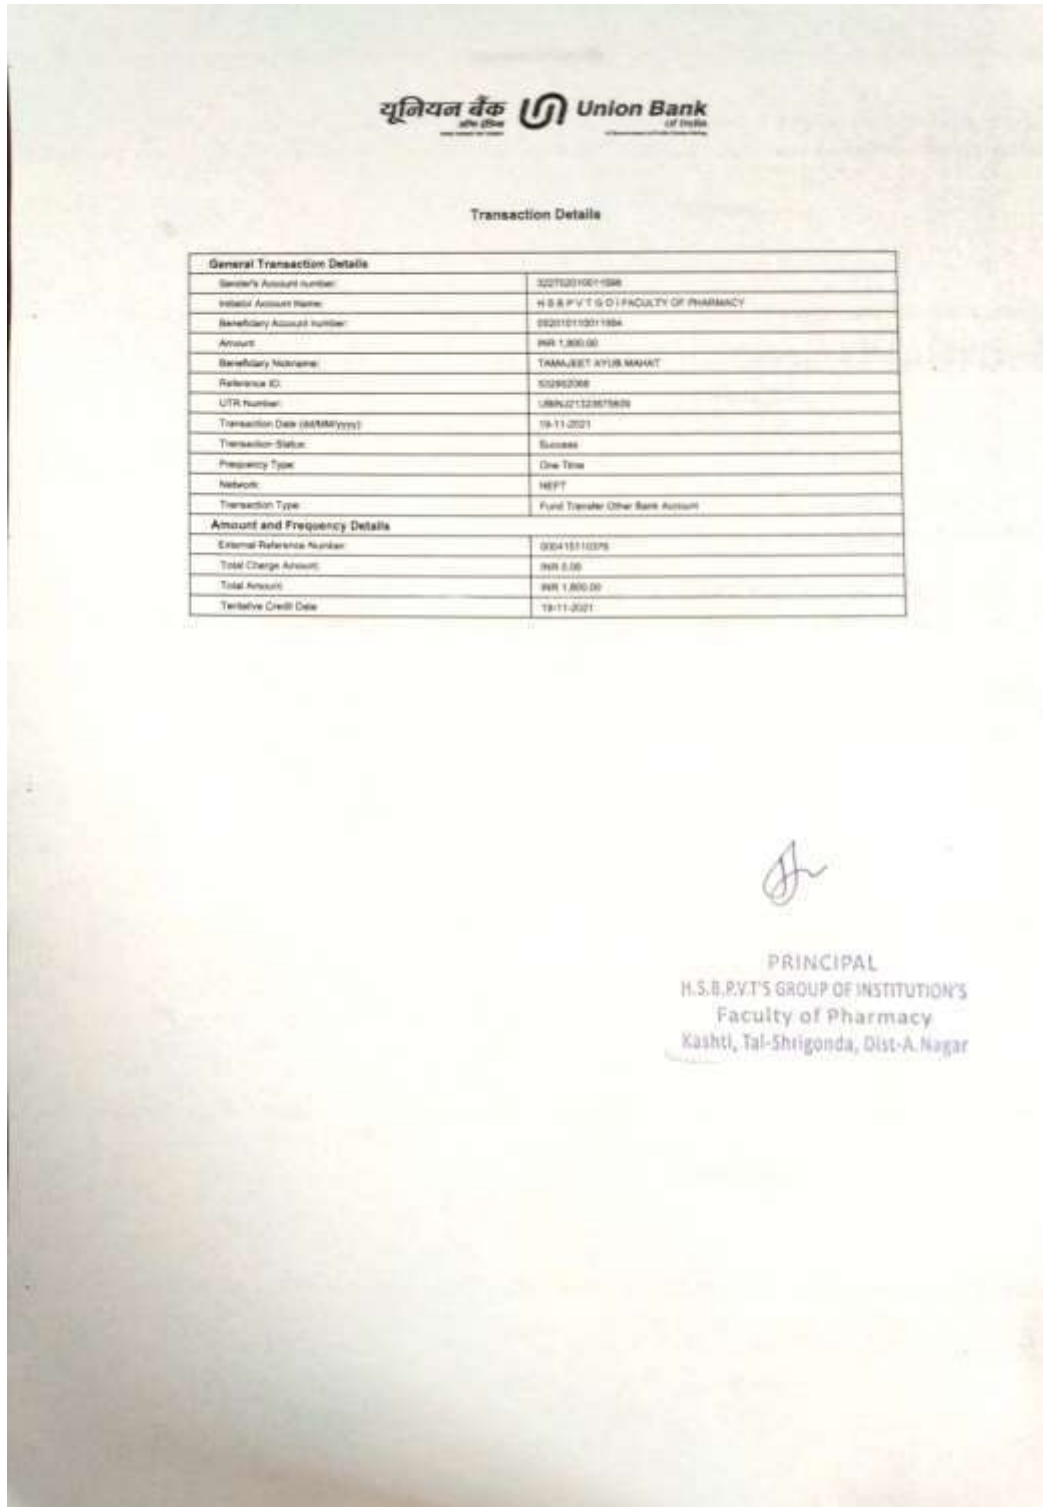 यूनियन बैंक Union Bank
of India
Transaction Details
General Transaction Details
Sender's Account number:
Initiator Account Name: H S B P V T G O I FACULTY OF PHARMACY
Beneficiary Account number:
Amount: INR 1,800.00
Beneficiary Nickname: AYUB
Reference ID:
UTR Number:
Transaction Date (dd/MM/yyyy): 19-11-2021
Transaction Status: Success
Frequency Type: One Time
Network: NEFT
Transaction Type: Fund Transfer Other Bank Account
Amount and Frequency Details
External Reference Number:
Total Charge Amount: INR 0.00
Total Amount: INR 1,800.00
Tentative Credit Date: 19-11-2021
PRINCIPAL
H.S.B.P.V.T'S GROUP OF INSTITUTION'S
Faculty of Pharmacy
Kashti, Tal-Shrigonda, Dist-A.Nagar